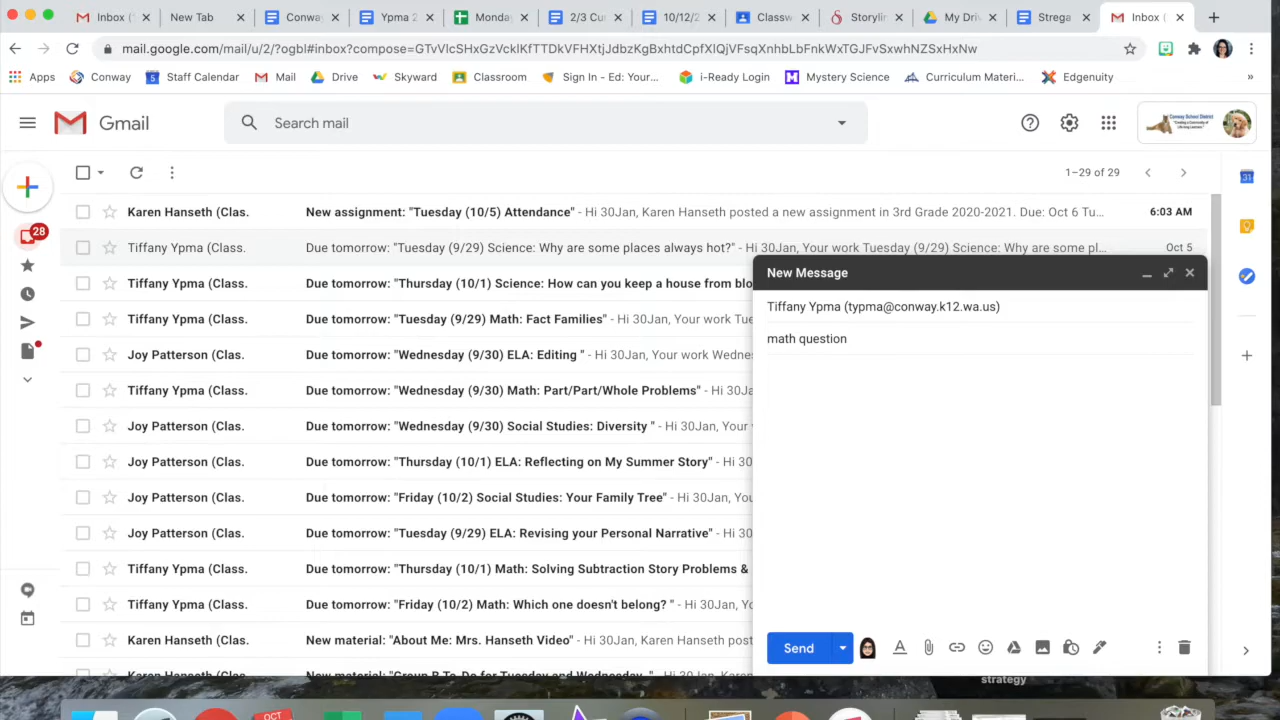 Inbox (
New Tab
Conway
Ypma 2
Monda
2/3 Cu
10/12/2
Classw
Storylin
My Driv
Strega
Inbox (
mail.google.com/mail/u/2/?ogbl#inbox?compose=GTvVlcSHxGzVckIKfTTDkVFHXtjJdbzKgBxhtdCpfXlQjVFsqXnhbLbFnkWxTGJFvSxwhNZSxHxNw
Apps
Conway
Staff Calendar
Mail
Drive
Skyward
Classroom
Sign In - Ed: Your...
i-Ready Login
Mystery Science
Curriculum Materi...
Edgenuity
»
Gmail
Search mail
Conway School District
1–29 of 29
28
Karen Hanseth (Clas. New assignment: "Tuesday (10/5) Attendance" - Hi 30Jan, Karen Hanseth posted a new assignment in 3rd Grade 2020-2021. Due: Oct 6 Tu... 6:03 AM
Tiffany Ypma (Class. Due tomorrow: "Tuesday (9/29) Science: Why are some places always hot?" - Hi 30Jan, Your work Tuesday (9/29) Science: Why are some pl... Oct 5
Tiffany Ypma (Class. Due tomorrow: "Thursday (10/1) Science: How can you keep a house from blo
Tiffany Ypma (Class. Due tomorrow: "Tuesday (9/29) Math: Fact Families" - Hi 30Jan, Your work Tue
Joy Patterson (Clas. Due tomorrow: "Wednesday (9/30) ELA: Editing " - Hi 30Jan, Your work Wednes
Tiffany Ypma (Class. Due tomorrow: "Wednesday (9/30) Math: Part/Part/Whole Problems" - Hi 30Jan,
Joy Patterson (Clas. Due tomorrow: "Wednesday (9/30) Social Studies: Diversity " - Hi 30Jan, Your
Joy Patterson (Clas. Due tomorrow: "Thursday (10/1) ELA: Reflecting on My Summer Story" - Hi 30
Joy Patterson (Clas. Due tomorrow: "Friday (10/2) Social Studies: Your Family Tree" - Hi 30Jan, You
Joy Patterson (Clas. Due tomorrow: "Tuesday (9/29) ELA: Revising your Personal Narrative" - Hi 30
Tiffany Ypma (Class. Due tomorrow: "Thursday (10/1) Math: Solving Subtraction Story Problems &
Tiffany Ypma (Class. Due tomorrow: "Friday (10/2) Math: Which one doesn't belong? " - Hi 30Jan, Yo
Karen Hanseth (Clas. New material: "About Me: Mrs. Hanseth Video" - Hi 30Jan, Karen Hanseth post
New Message
Tiffany Ypma (typma@conway.k12.wa.us)
math question
Send
strategy
OCT